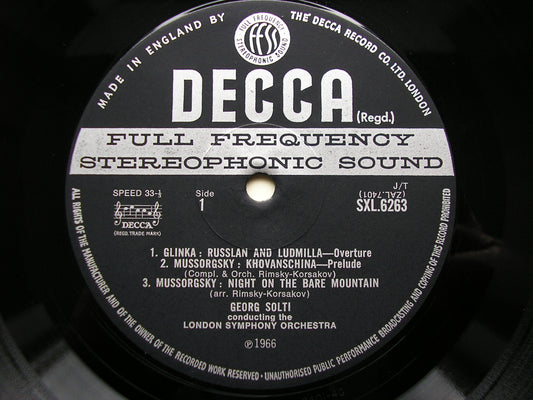 MADE IN ENGLAND BY
FULL FREQUENCY
ffss
STEREOPHONIC SOUND
THE DECCA RECORD CO. LTD. LONDON
DECCA
(Regd.)
FULL FREQUENCY
STEREOPHONIC SOUND
SPEED 33-⅓
DECCA
(REGD. TRADE MARK)
Side
1
J/T
(ZAL.7401)
SXL.6263
1. GLINKA : RUSSLAN AND LUDMILLA—Overture
2. MUSSORGSKY : KHOVANSCHINA—Prelude
(Compl. & Orch. Rimsky-Korsakov)
3. MUSSORGSKY : NIGHT ON THE BARE MOUNTAIN
(arr. Rimsky-Korsakov)
GEORG SOLTI
conducting the
LONDON SYMPHONY ORCHESTRA
℗ 1966
ALL RIGHTS OF THE MANUFACTURER AND OF THE OWNER OF THE RECORDED WORK RESERVED · UNAUTHORISED PUBLIC PERFORMANCE BROADCASTING AND COPYING OF THIS RECORD PROHIBITED